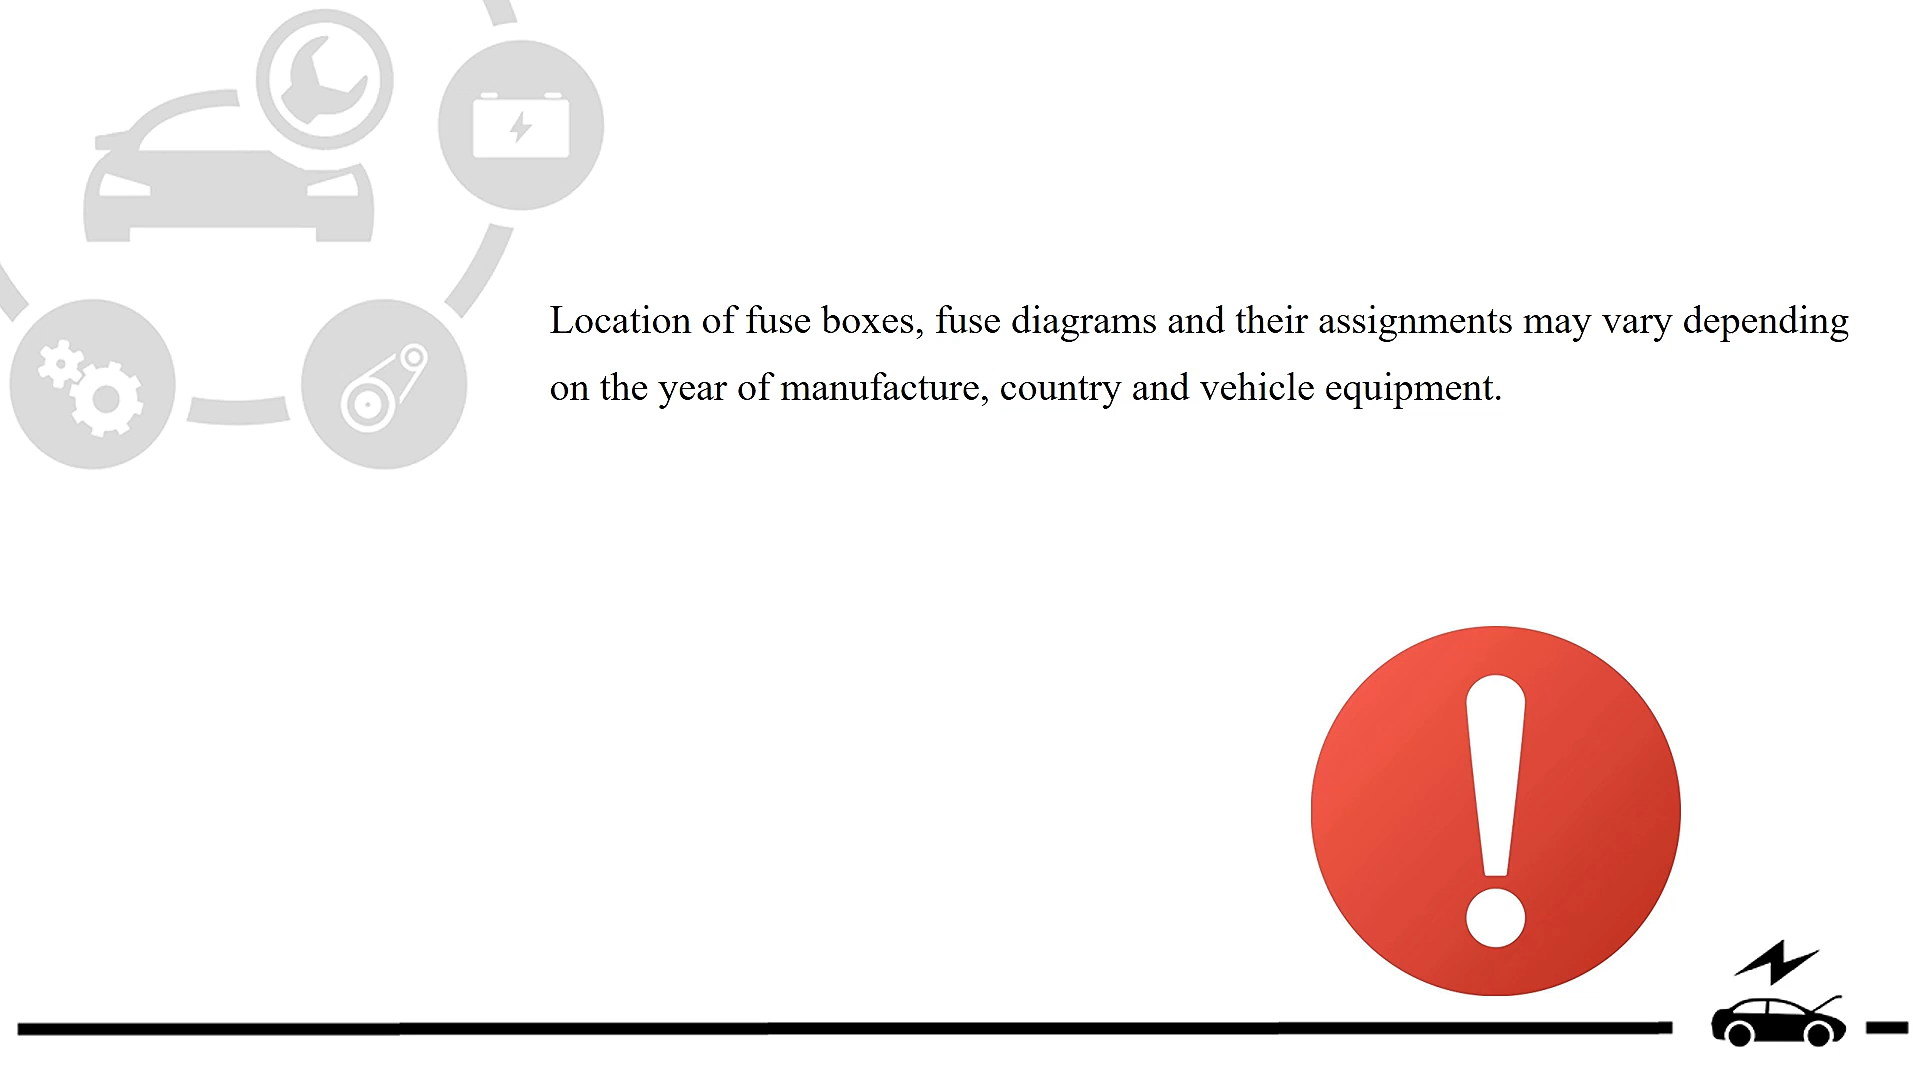 Location of fuse boxes, fuse diagrams and their assignments may vary depending
on the year of manufacture, country and vehicle equipment.